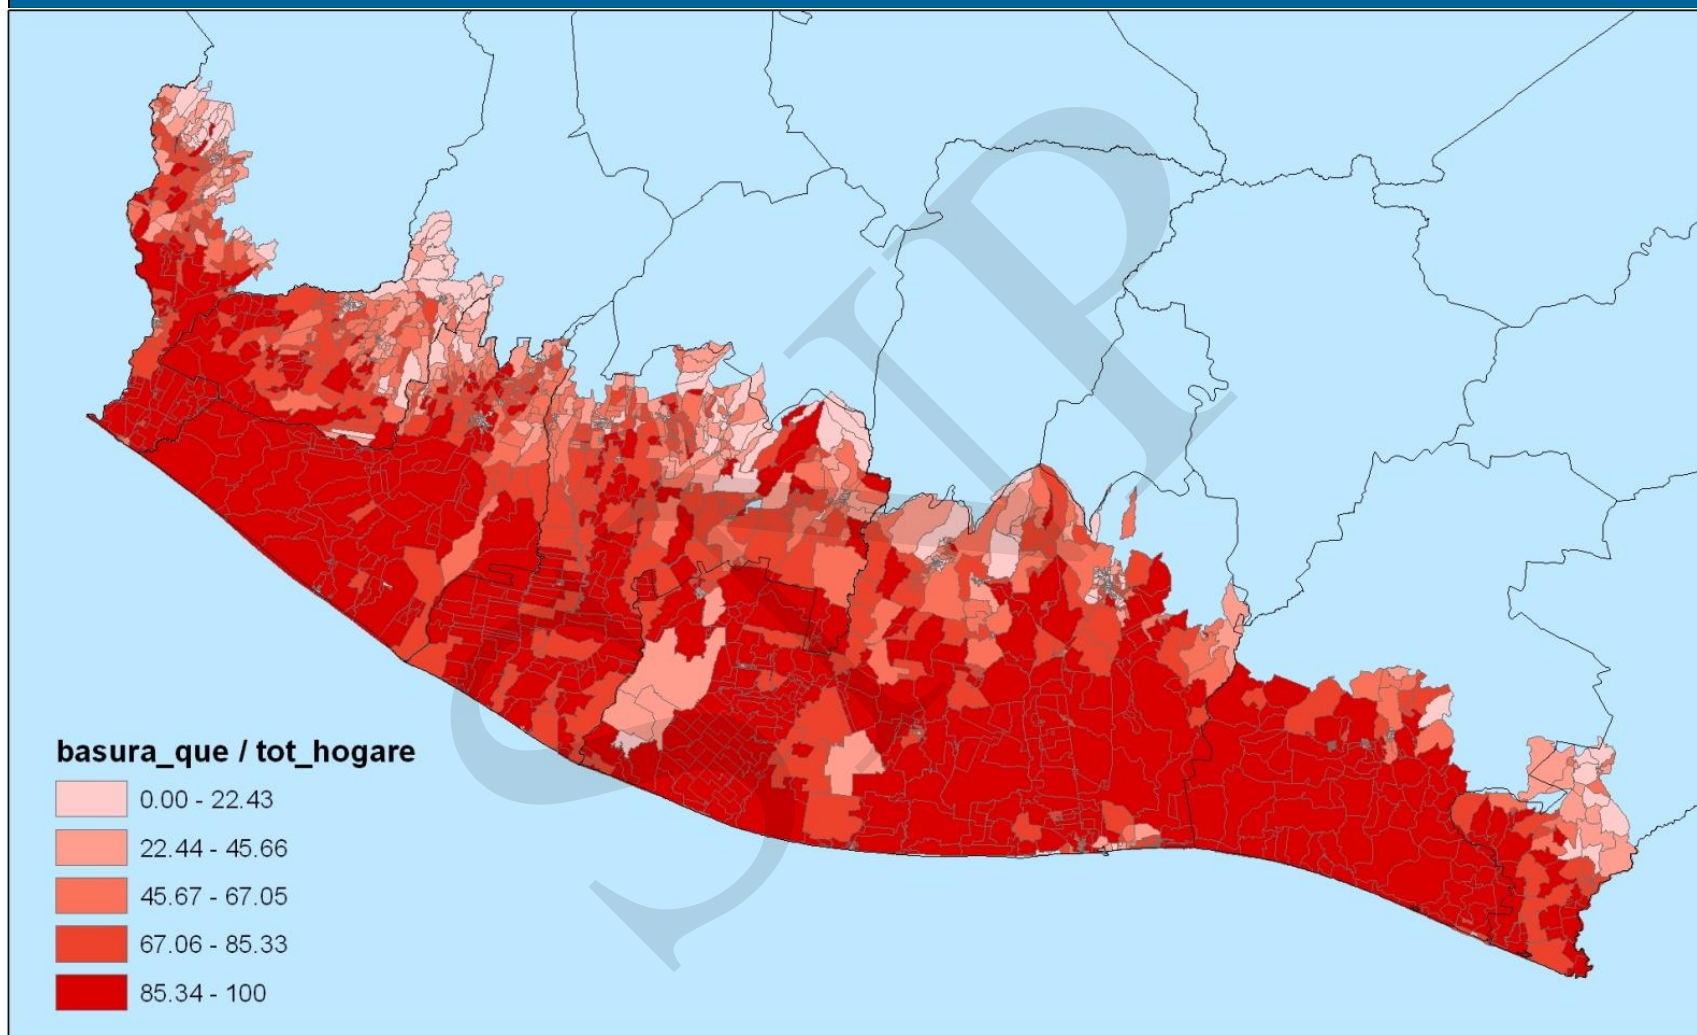 basura_que / tot_hogare
0.00 - 22.43
22.44 - 45.66
45.67 - 67.05
67.06 - 85.33
85.34 - 100